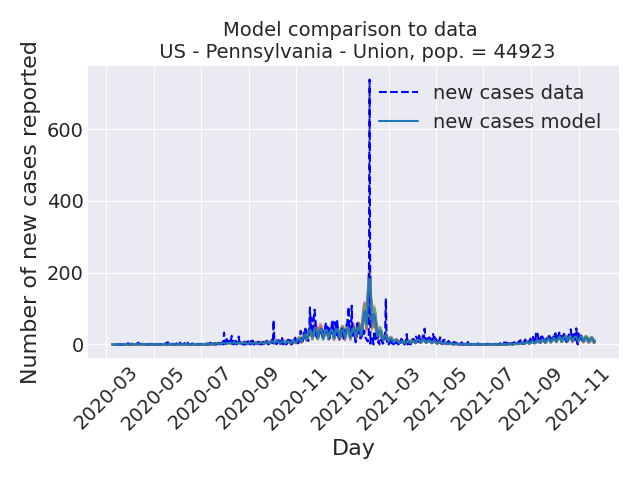 Model comparison to data
US - Pennsylvania - Union, pop. = 44923
new cases data
new cases model
Number of new cases reported
600
400
200
0
2020-03
2020-05
2020-07
2020-09
2020-11
2021-01
2021-03
2021-05
2021-07
2021-09
2021-11
Day